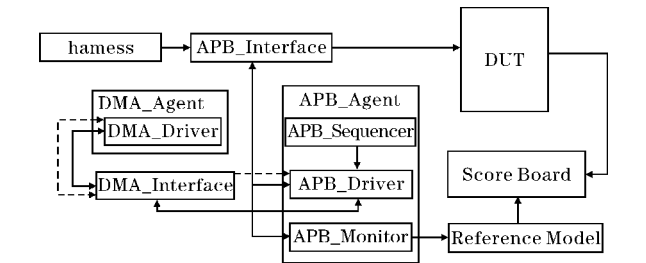 hamess
APB_Interface
DUT
DMA_Agent
DMA_Driver
APB_Agent
APB_Sequencer
DMA_Interface
APB_Driver
Score Board
APB_Monitor
Reference Model